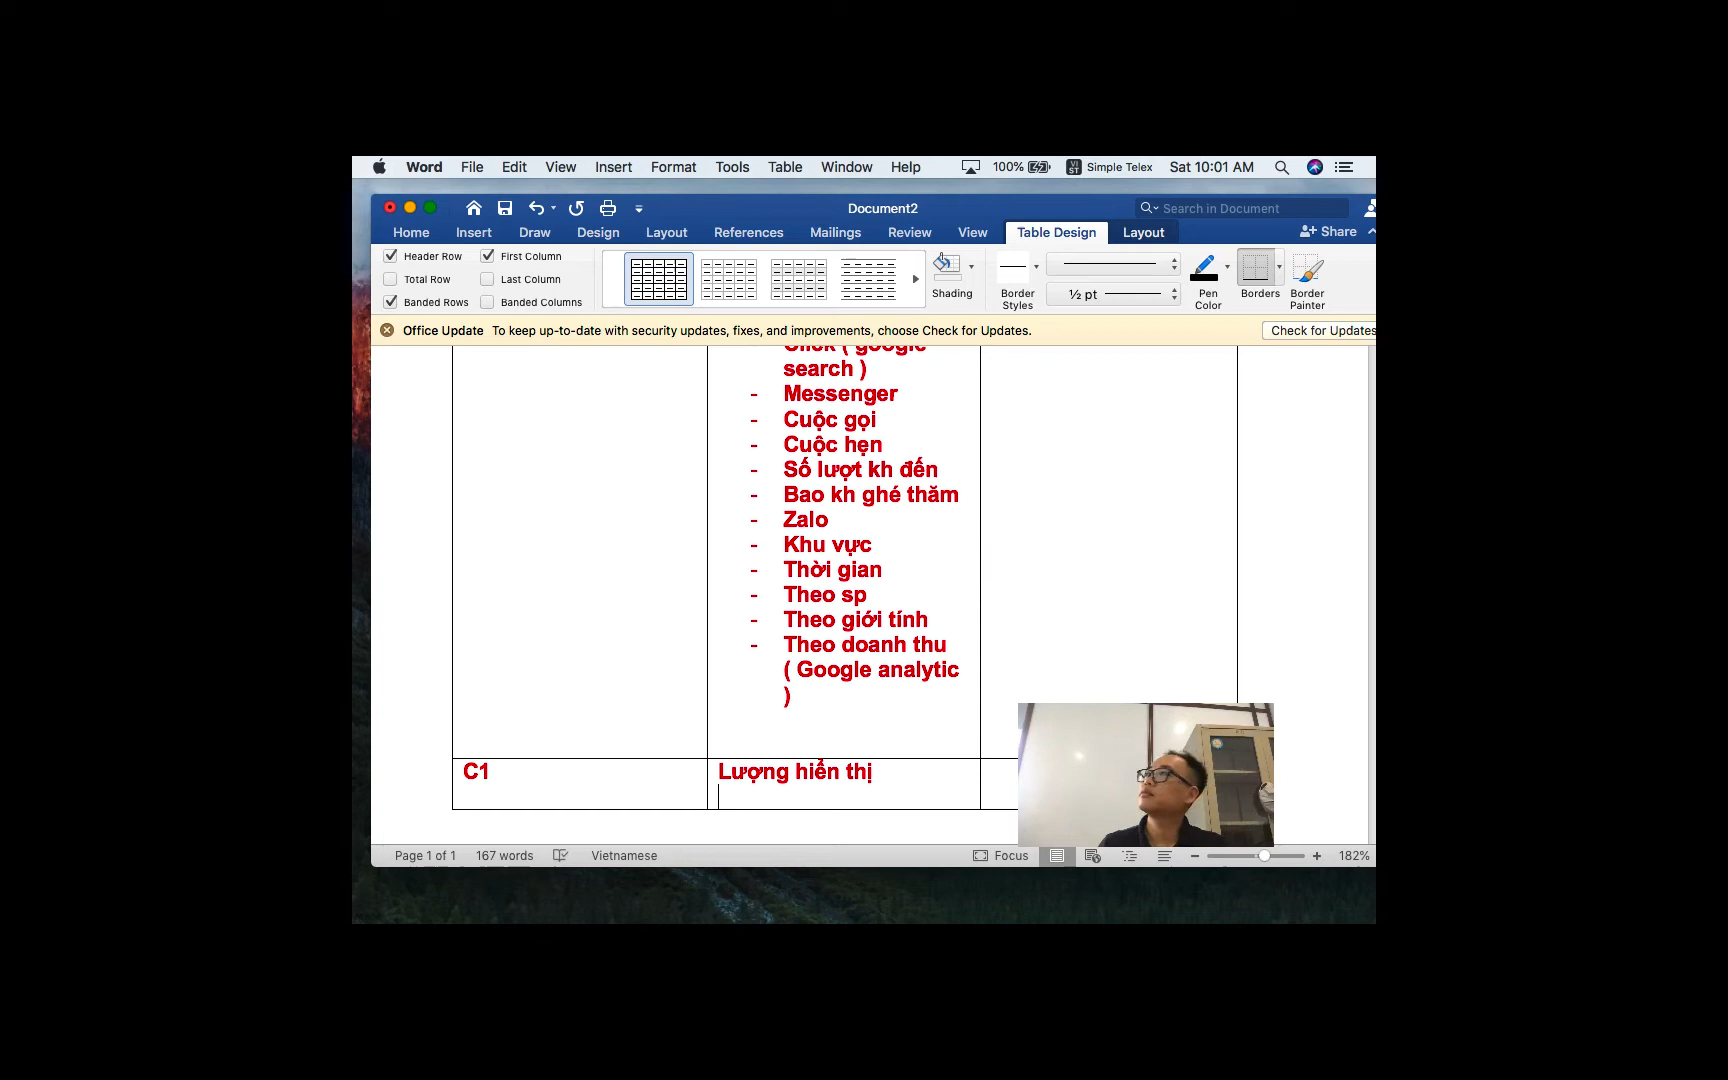 Word File Edit View Insert Format Tools Table Window Help 100% VI ST Simple Telex Sat 10:01 AM
Document2
Search in Document
Home Insert Draw Design Layout References Mailings Review View Table Design Layout Share
Header Row First Column
Total Row Last Column
Banded Rows Banded Columns
Shading
Border Styles
½ pt
Pen Color
Borders
Border Painter
Office Update To keep up-to-date with security updates, fixes, and improvements, choose Check for Updates. Check for Updates
Click ( google
search )
- Messenger
- Cuộc gọi
- Cuộc hẹn
- Số lượt kh đến
- Bao kh ghé thăm
- Zalo
- Khu vực
- Thời gian
- Theo sp
- Theo giới tính
- Theo doanh thu
( Google analytic
)
C1 Lượng hiển thị
Page 1 of 1 167 words Vietnamese Focus 182%